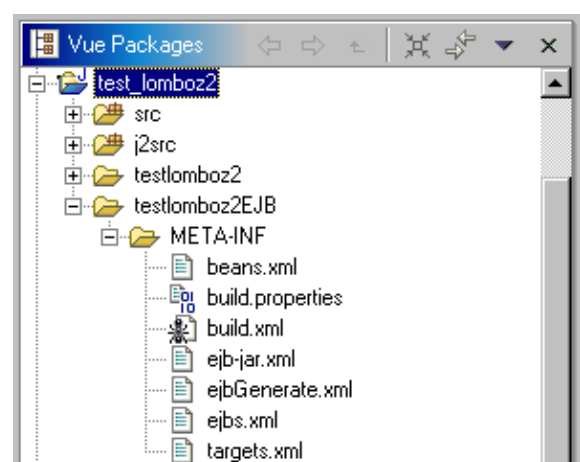 Vue Packages
test_lomboz2
src
j2src
testlomboz2
testlomboz2EJB
META-INF
beans.xml
build.properties
build.xml
ejb-jar.xml
ejbGenerate.xml
ejbs.xml
targets.xml